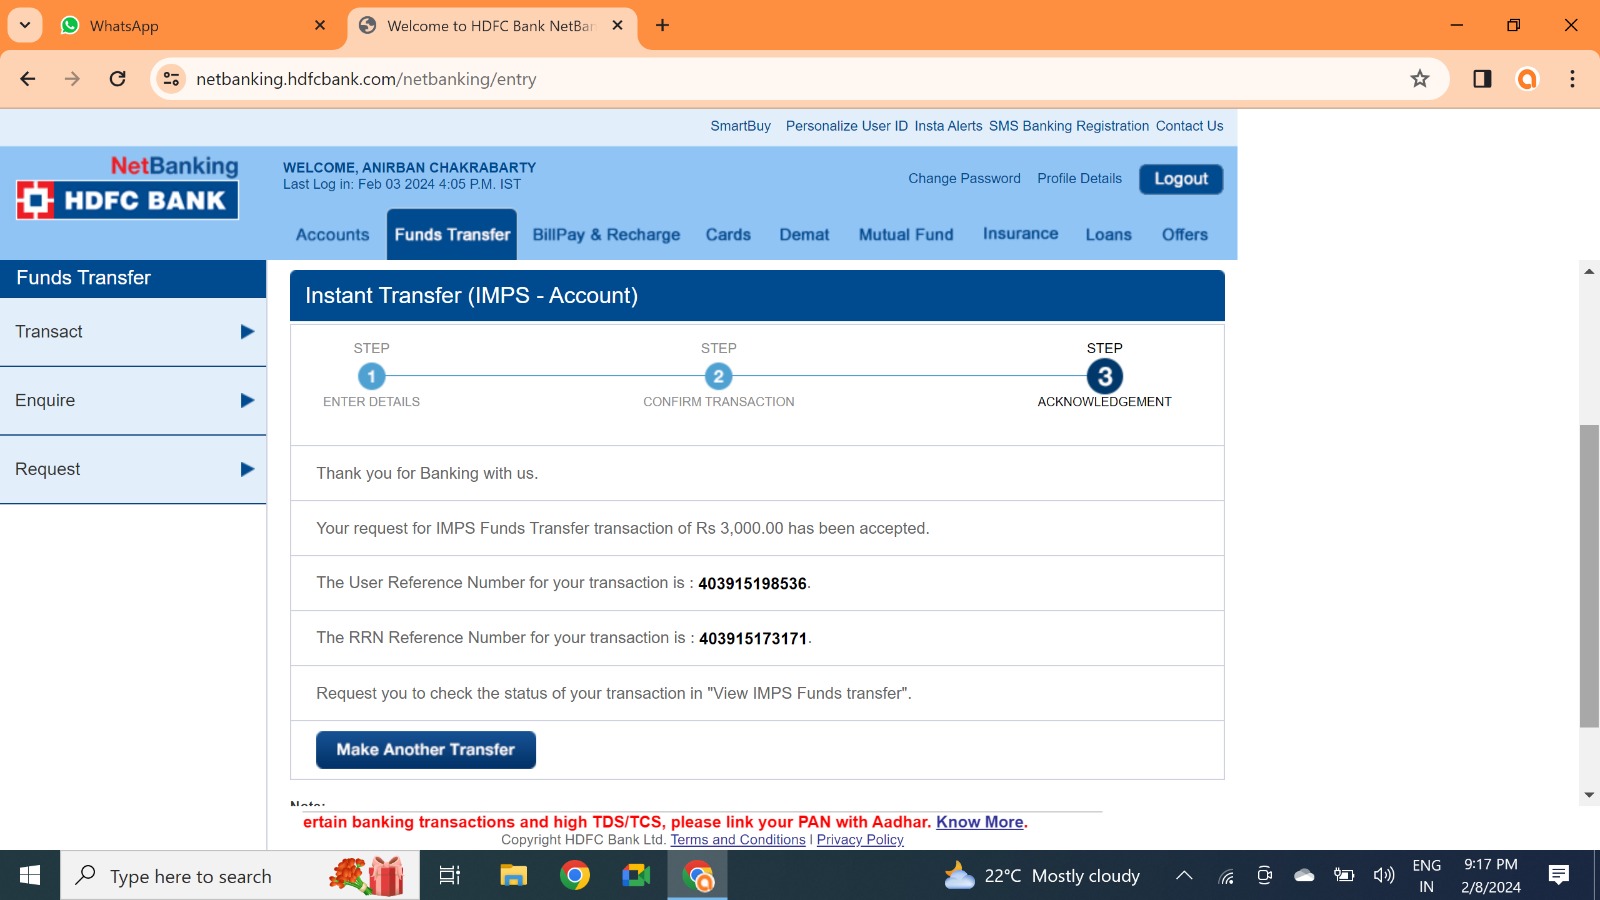 WhatsApp
Welcome to HDFC Bank NetBan
netbanking.hdfcbank.com/netbanking/entry
SmartBuy Personalize User ID Insta Alerts SMS Banking Registration Contact Us
NetBanking
HDFC BANK
WELCOME, ANIRBAN CHAKRABARTY
Last Log in: Feb 03 2024 4:05 P.M. IST
Change Password Profile Details Logout
Accounts Funds Transfer BillPay & Recharge Cards Demat Mutual Fund Insurance Loans Offers
Funds Transfer
Transact
Enquire
Request
Instant Transfer (IMPS - Account)
STEP STEP STEP
1 2 3
ENTER DETAILS CONFIRM TRANSACTION ACKNOWLEDGEMENT
Thank you for Banking with us.
Your request for IMPS Funds Transfer transaction of Rs 3,000.00 has been accepted.
The User Reference Number for your transaction is : 403915198536.
The RRN Reference Number for your transaction is : 403915173171.
Request you to check the status of your transaction in "View IMPS Funds transfer".
Make Another Transfer
Note:
ertain banking transactions and high TDS/TCS, please link your PAN with Aadhar. Know More.
Copyright HDFC Bank Ltd. Terms and Conditions | Privacy Policy
Type here to search
22°C Mostly cloudy
ENG
IN
9:17 PM
2/8/2024